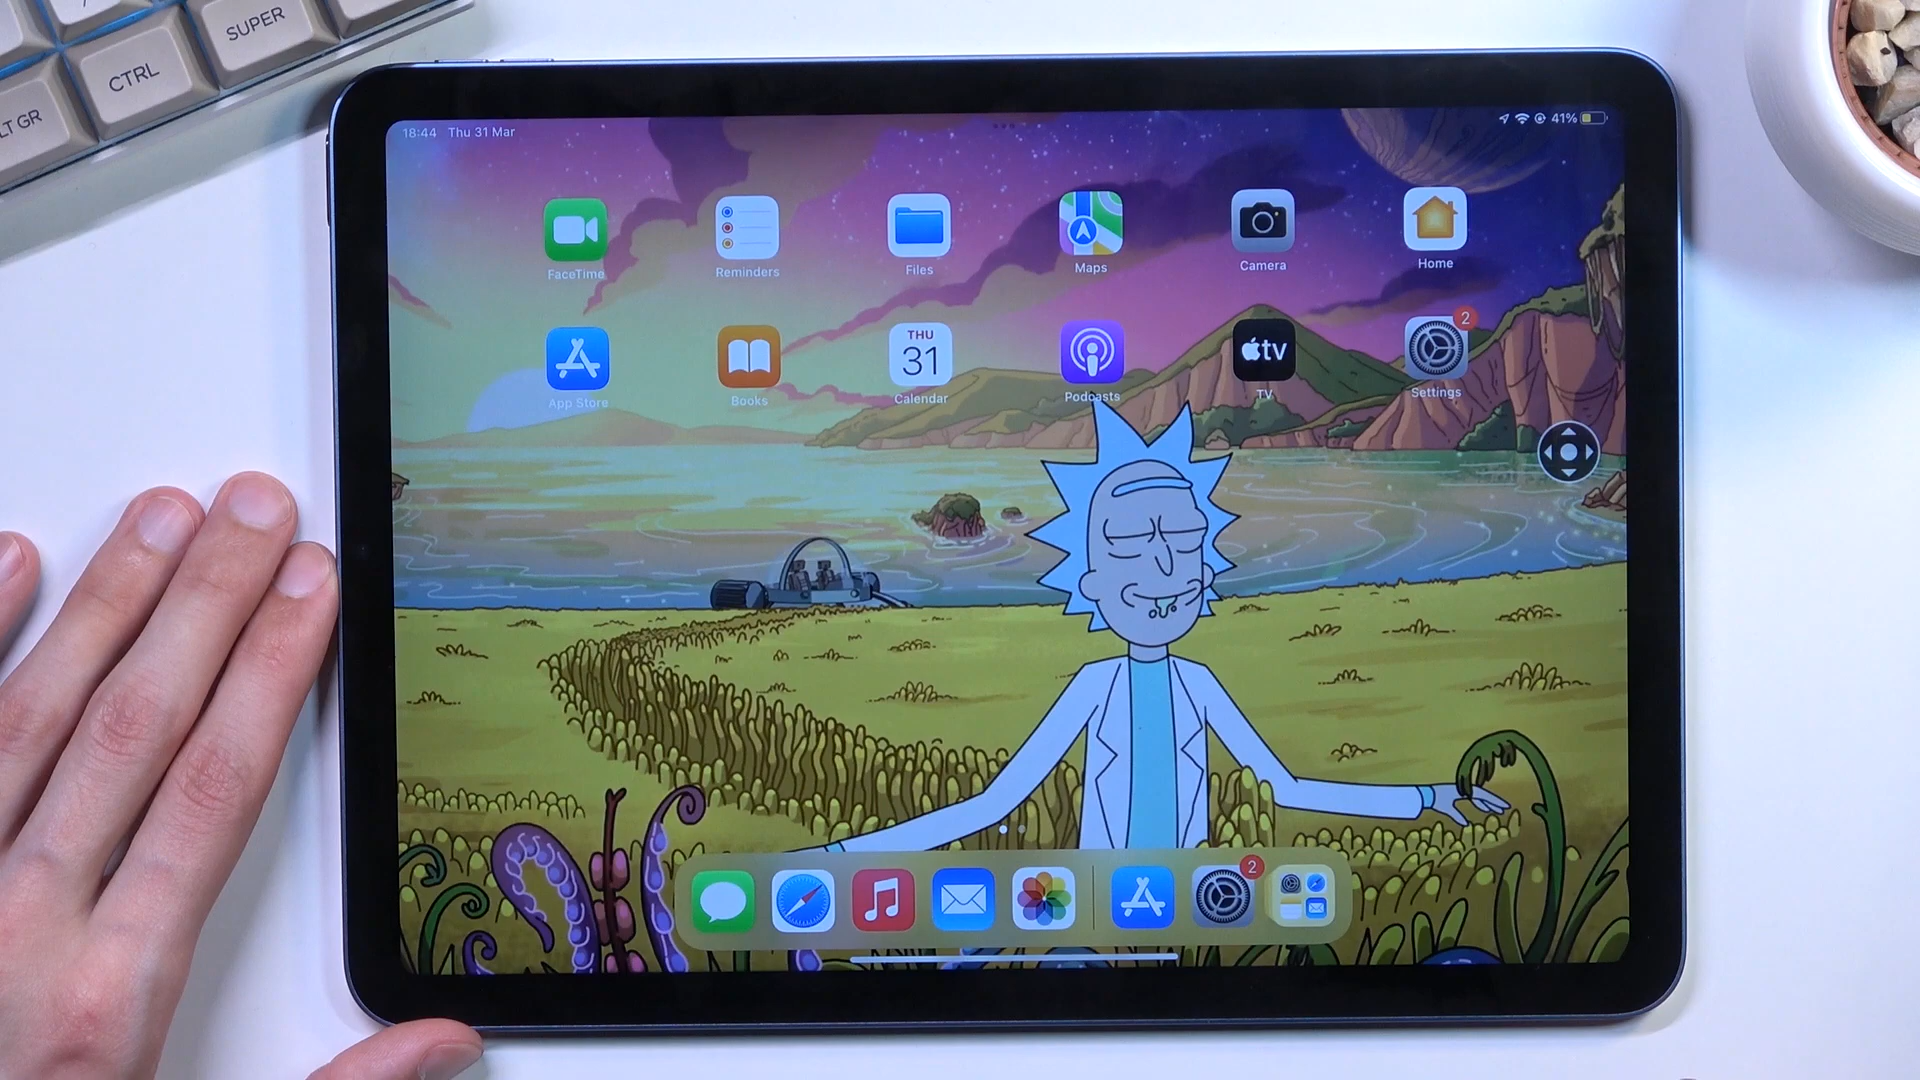 SUPER
CTRL
LT GR
18:44 Thu 31 Mar
41%
FaceTime
Reminders
Files
Maps
Camera
Home
THU
31
tv
2
App Store
Books
Calendar
Podcasts
TV
Settings
2